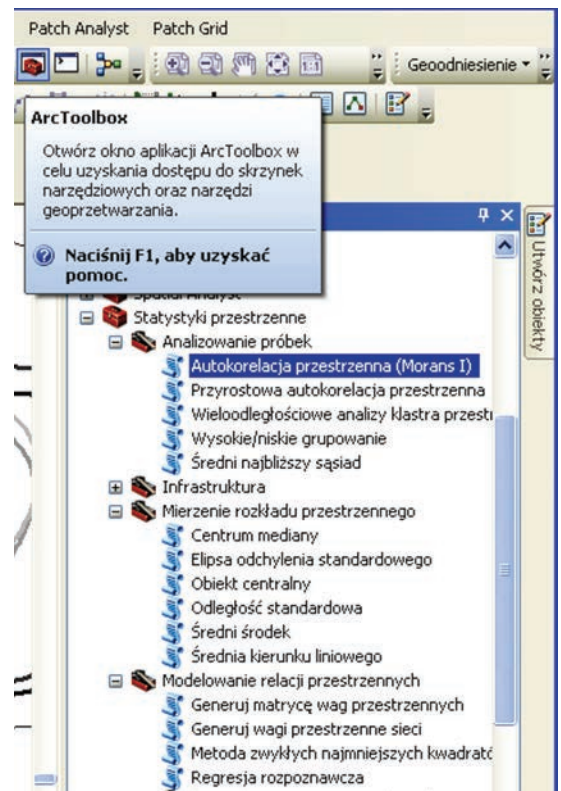 Patch Analyst Patch Grid
Geoodniesienie
ArcToolbox
Otwórz okno aplikacji ArcToolbox w
celu uzyskania dostępu do skrzynek
narzędziowych oraz narzędzi
geoprzetwarzania.
Naciśnij F1, aby uzyskać
pomoc.
Utwórz obiekty
Spatial Analyst
Statystyki przestrzenne
Analizowanie próbek
Autokorelacja przestrzenna (Morans I)
Przyrostowa autokorelacja przestrzenna
Wieloodległościowe analizy klastra
Wysokie/niskie grupowanie
Średni najbliższy sąsiad
Infrastruktura
Mierzenie rozkładu przestrzennego
Centrum mediany
Elipsa odchylenia standardowego
Obiekt centralny
Odległość standardowa
Średni środek
Średnia kierunku liniowego
Modelowanie relacji przestrzennych
Generuj matrycę wag przestrzennych
Generuj wagi przestrzenne sieci
Metoda zwykłych najmniejszych
Regresja rozpoznawcza